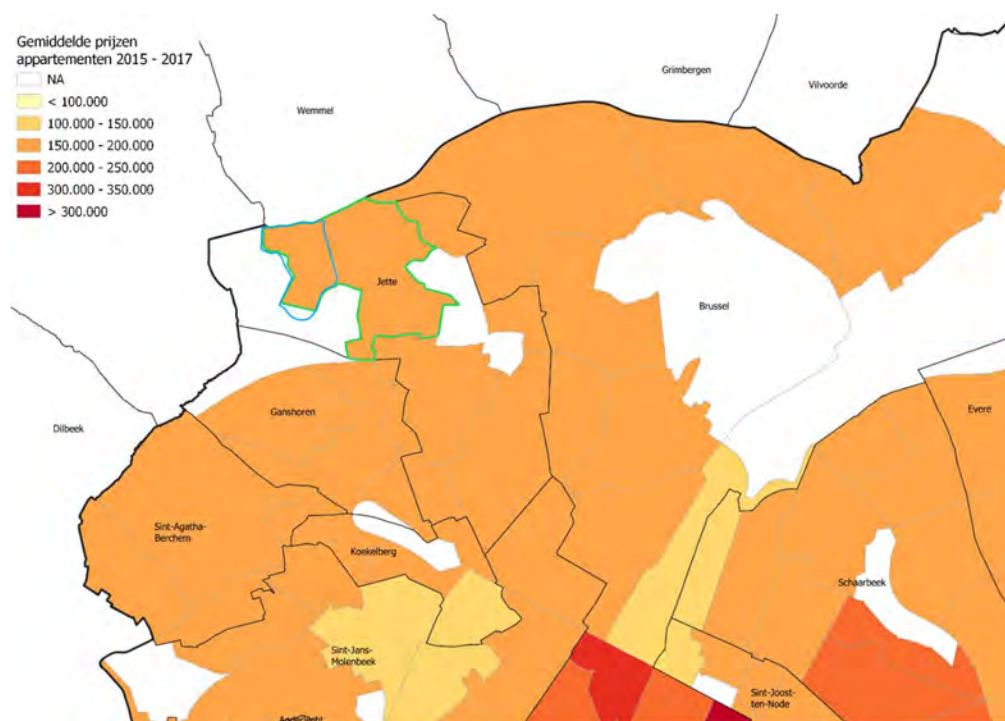 Gemiddelde prijzen
appartementen 2015 - 2017
NA
< 100.000
100.000 - 150.000
150.000 - 200.000
200.000 - 250.000
300.000 - 350.000
> 300.000
Grimbergen
Vilvoorde
Wemmel
Jette
Brussel
Ganshoren
Evere
Dilbeek
Sint-Agatha-
Berchem
Koekelberg
Schaarbeek
Sint-Jans-
Molenbeek
Sint-Joost-
ten-Node